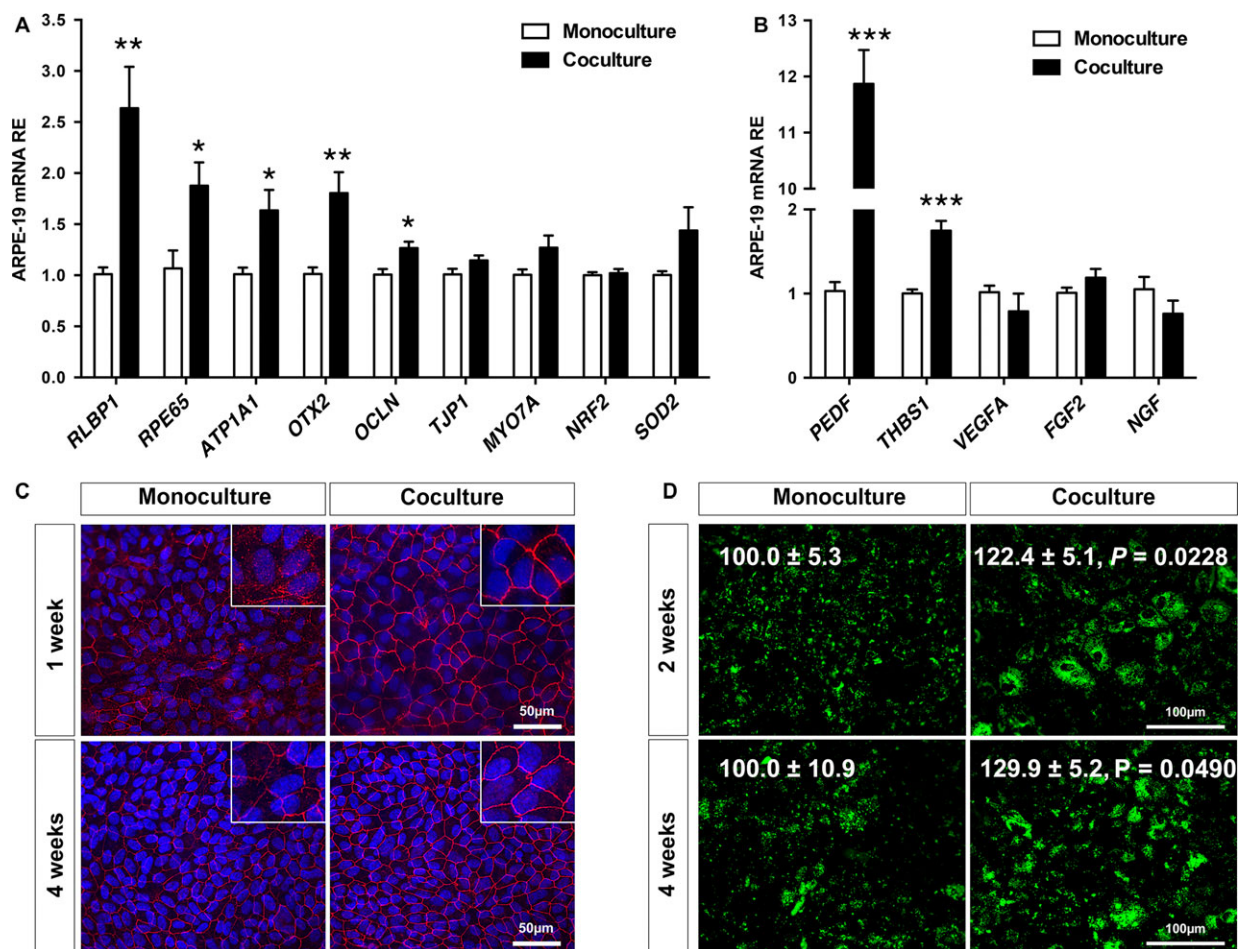 A
3.5
3.0
2.5
2.0
1.5
1.0
0.5
0.0
ARPE-19 mRNA RE
Monoculture
Coculture
**
*
*
**
*
RLBP1
RPE65
ATP1A1
OTX2
OCLN
TJP1
MYO7A
NRF2
SOD2
B
13
12
11
10
2
1
0
ARPE-19 mRNA RE
Monoculture
Coculture
***
***
PEDF
THBS1
VEGFA
FGF2
NGF
C
Monoculture
Coculture
1 week
50µm
4 weeks
50µm
D
Monoculture
Coculture
2 weeks
100.0 ± 5.3
122.4 ± 5.1, P = 0.0228
100µm
4 weeks
100.0 ± 10.9
129.9 ± 5.2, P = 0.0490
100µm